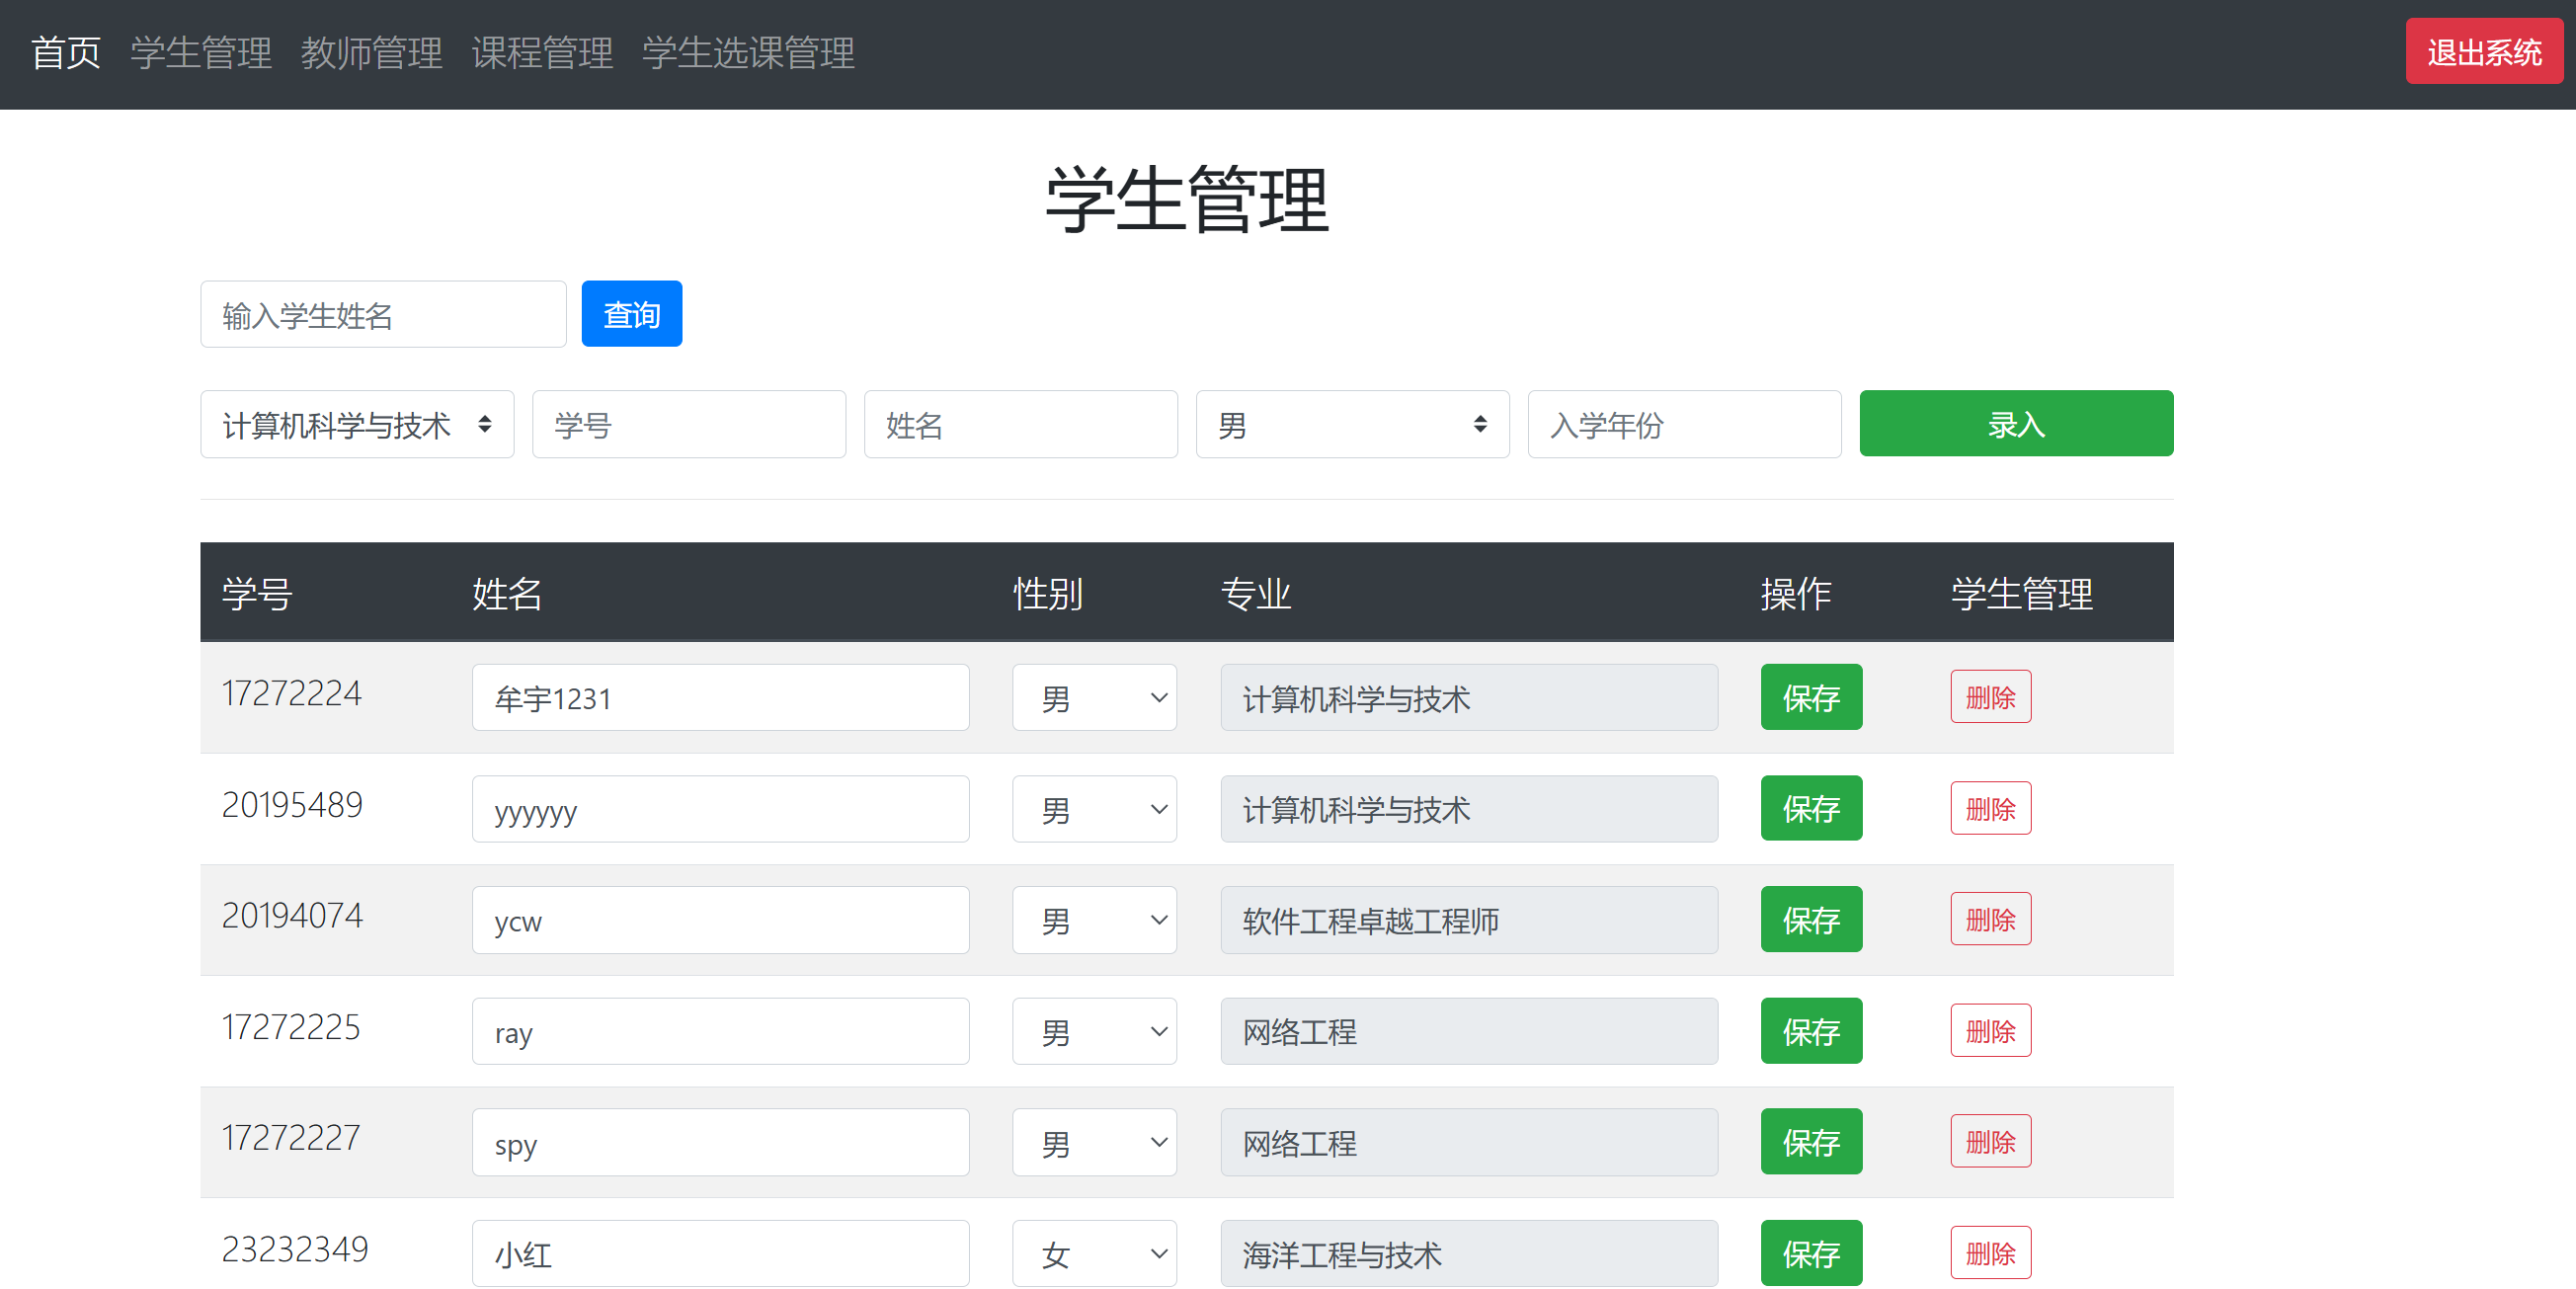 首页 学生管理 教师管理 课程管理 学生选课管理 退出系统
学生管理
输入学生姓名 查询
计算机科学与技术 学号 姓名 男 入学年份 录入
学号 姓名 性别 专业 操作 学生管理
17272224 牟宇1231 男 计算机科学与技术 保存 删除
20195489 yyyyyy 男 计算机科学与技术 保存 删除
20194074 ycw 男 软件工程卓越工程师 保存 删除
17272225 ray 男 网络工程 保存 删除
17272227 spy 男 网络工程 保存 删除
23232349 小红 女 海洋工程与技术 保存 删除